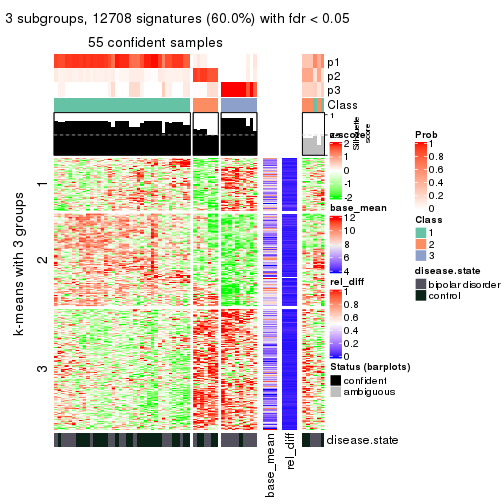 3 subgroups, 12708 signatures (60.0%) with fdr < 0.05
55 confident samples
p1
p2
p3
Class
1
0.5
0
Silhouette
score
k-means with 3 groups
1
2
3
z-score
2
1
0
-1
-2
base_mean
12
10
8
6
4
rel_diff
1
0.8
0.6
0.4
0.2
0
Status (barplots)
confident
ambiguous
Prob
1
0.8
0.6
0.4
0.2
0
Class
1
2
3
disease.state
bipolar disorder
control
disease.state
base_mean
rel_diff